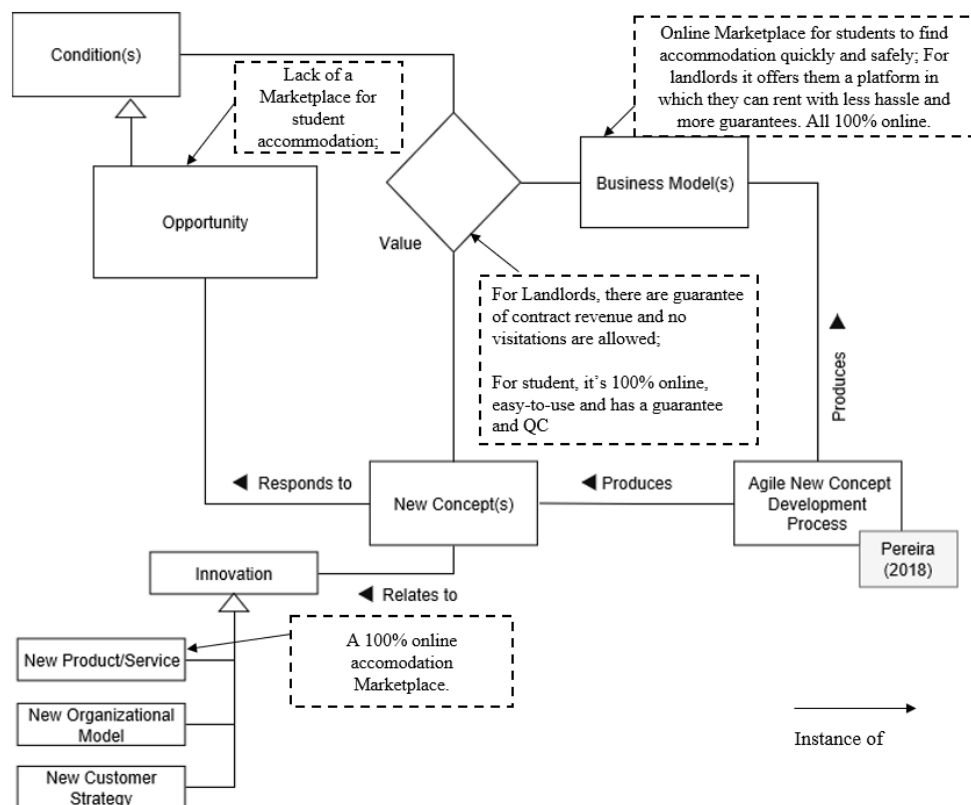 Condition(s)
Lack of a
Marketplace for
student
accommodation;
Online Marketplace for students to find
accommodation quickly and safely; For
landlords it offers them a platform in
which they can rent with less hassle and
more guarantees. All 100% online.
Opportunity
Value
Business Model(s)
For Landlords, there are guarantee
of contract revenue and no
visitations are allowed;
For student, it’s 100% online,
easy-to-use and has a guarantee
and QC
Produces ▲
◀ Responds to
New Concept(s)
◀ Produces
Agile New Concept
Development
Process
Pereira
(2018)
Innovation
◀ Relates to
New Product/Service
A 100% online
accomodation
Marketplace.
New Organizational
Model
New Customer
Strategy
Instance of